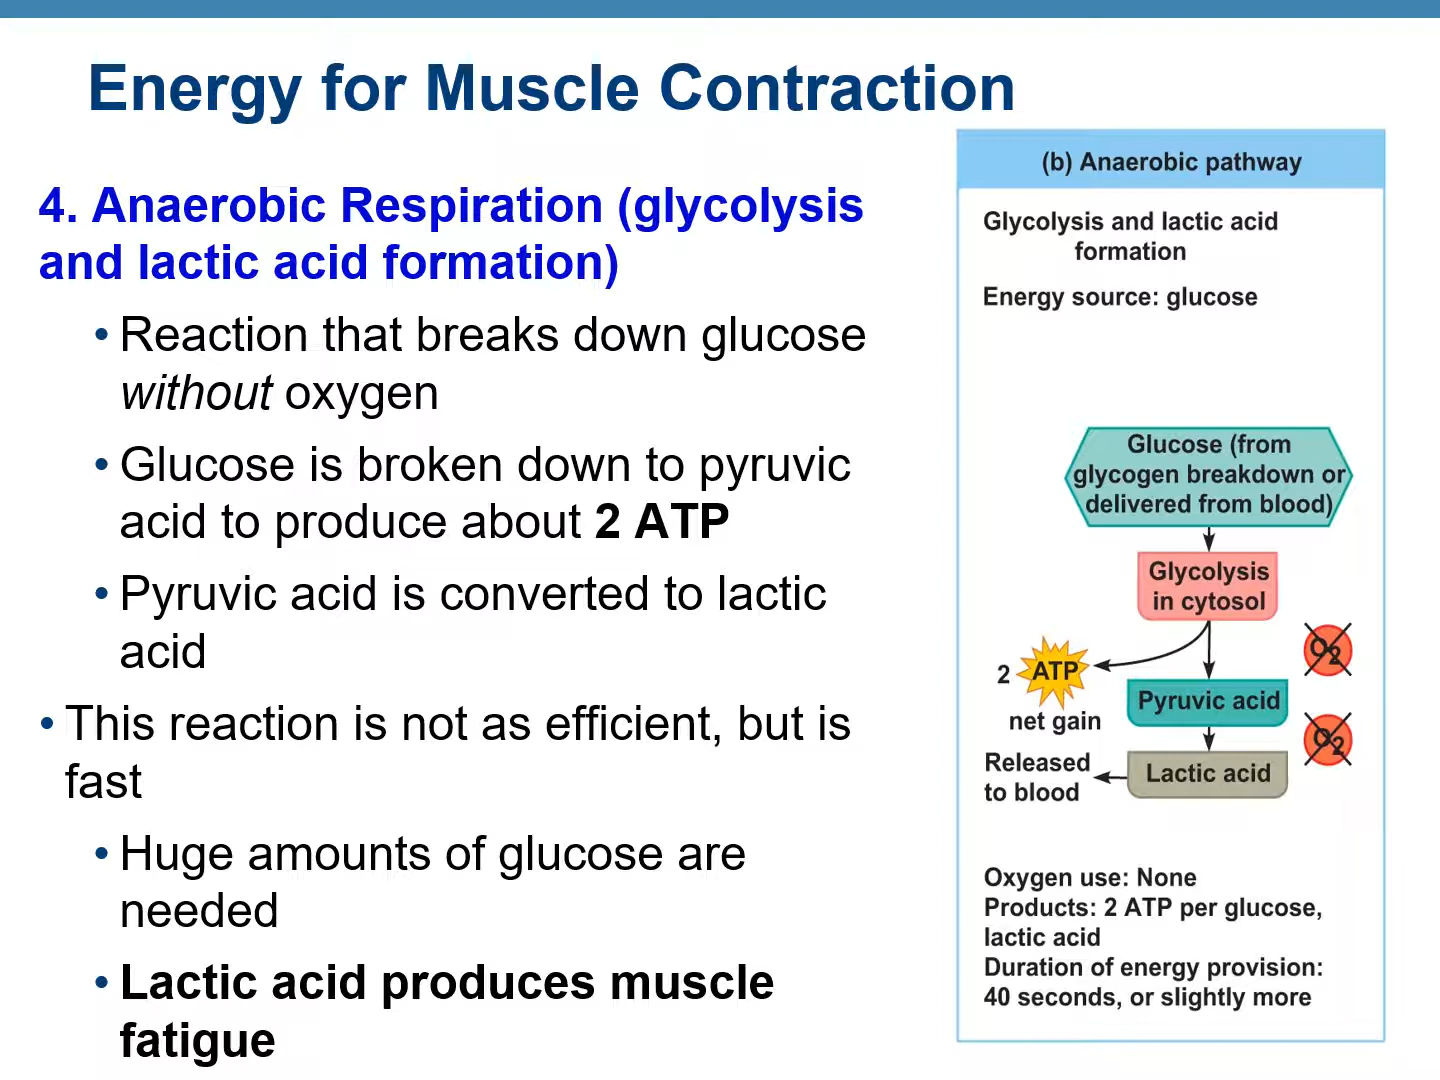 Energy for Muscle Contraction
4. Anaerobic Respiration (glycolysis
and lactic acid formation)
• Reaction that breaks down glucose
without oxygen
• Glucose is broken down to pyruvic
acid to produce about 2 ATP
• Pyruvic acid is converted to lactic
acid
• This reaction is not as efficient, but is
fast
• Huge amounts of glucose are
needed
• Lactic acid produces muscle
fatigue
(b) Anaerobic pathway
Glycolysis and lactic acid
formation
Energy source: glucose
Glucose (from
glycogen breakdown or
delivered from blood)
Glycolysis
in cytosol
O2
2 ATP
net gain
Pyruvic acid
O2
Released
to blood
Lactic acid
Oxygen use: None
Products: 2 ATP per glucose,
lactic acid
Duration of energy provision:
40 seconds, or slightly more